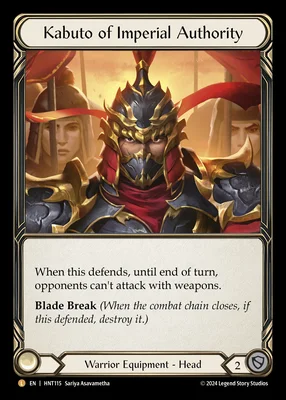 Kabuto of Imperial Authority
When this defends, until end of turn,
opponents can't attack with weapons.
Blade Break (When the combat chain closes, if
this defended, destroy it.)
Warrior Equipment - Head
2
L EN | HNT115 Sariya Asavametha
© 2024 Legend Story Studios